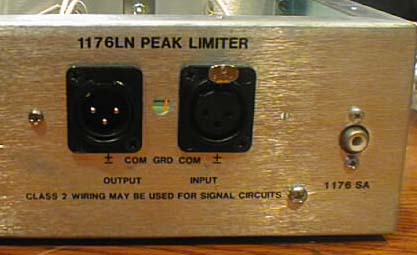 1176LN PEAK LIMITER
± COM GRD COM ±
OUTPUT INPUT
1176 SA
CLASS 2 WIRING MAY BE USED FOR SIGNAL CIRCUITS